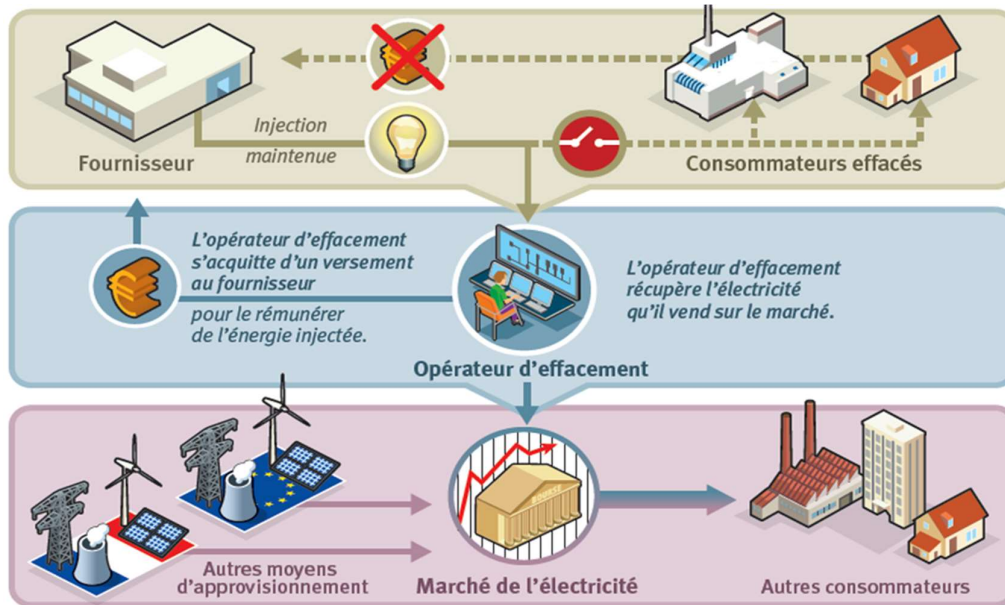 Injection
maintenue
Fournisseur
Consommateurs effacés
L'opérateur d'effacement
s'acquitte d'un versement
au fournisseur
pour le rémunérer
de l'énergie injectée.
L'opérateur d'effacement
récupère l'électricité
qu'il vend sur le marché.
Opérateur d'effacement
Autres moyens
d'approvisionnement
Marché de l'électricité
Autres consommateurs